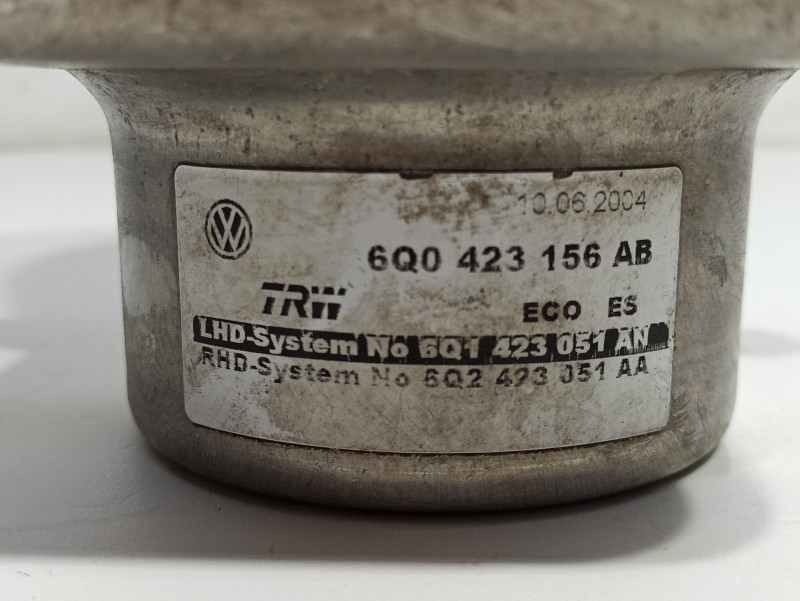 10.06.2004
6Q0 423 156 AB
TRW
ECO ES
LHD-System No 6Q1 423 051 AN
RHD-System No 6Q2 423 051 AA